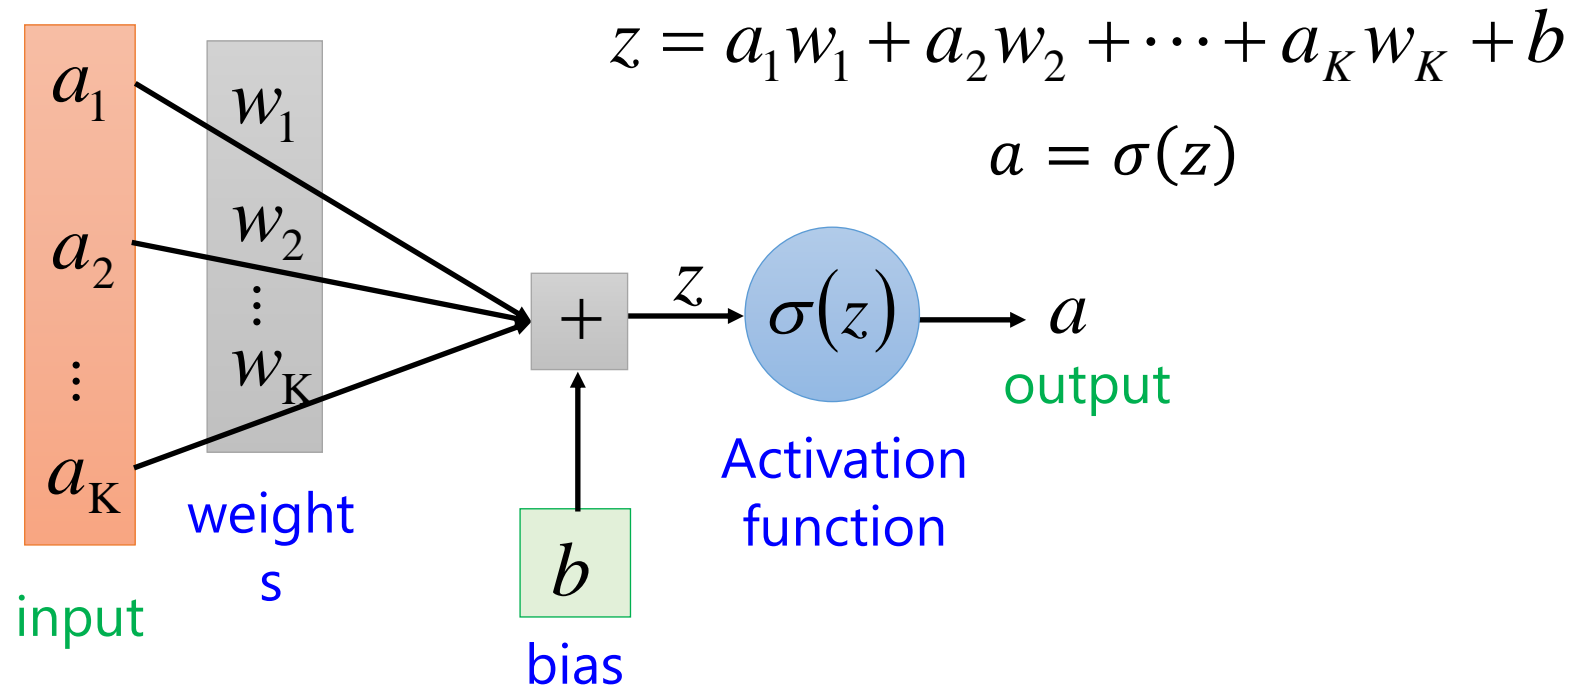 z = a₁w₁ + a₂w₂ + ⋯ + a_K w_K + b
a = σ(z)
a₁
a₂
⋮
a_K
input
w₁
w₂
⋮
w_K
weight
s
+
b
bias
z
σ(z)
Activation
function
a
output